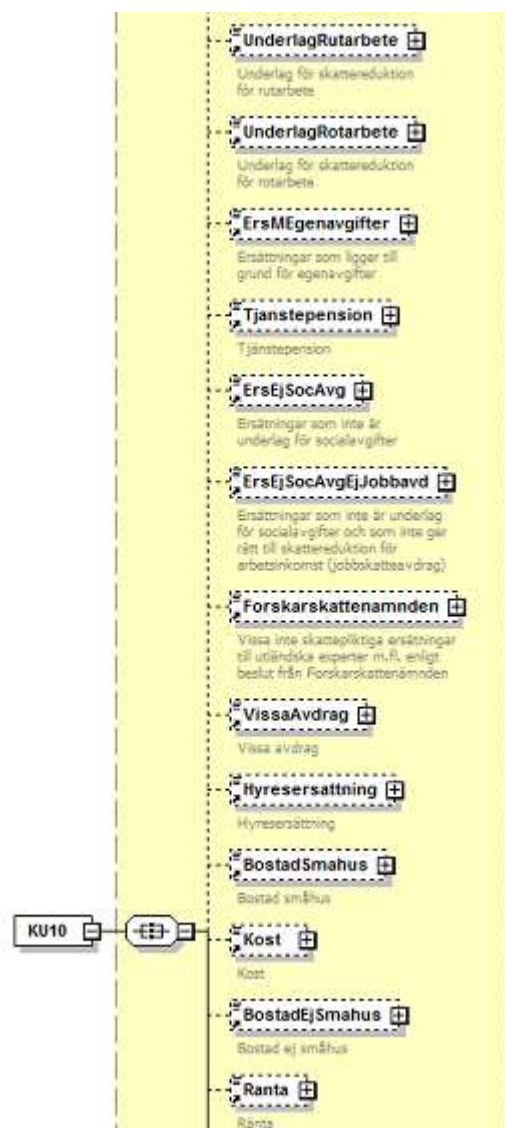 UnderlagRutarbete
Underlag för skattereduktion
för rutarbete
UnderlagRotarbete
Underlag för skattereduktion
för rotarbete
ErsMEgenavgifter
Ersättningar som ligger till
grund för egenavgifter
Tjanstepension
Tjänstepension
ErsEjSocAvg
Ersätningar som inte är
underlag för socialavgifter
ErsEjSocAvgEjJobbavd
Ersättningar som inte är underlag
för socialavgifter och som inte ger
rätt till skattereduktion för
arbetsinkomst (jobbskatteavdrag)
Forskarskattenamnden
Vissa inte skattepliktiga ersätningar
till utländska experter m.fl. enligt
beslut från Forskarskattenämnden
VissaAvdrag
Vissa avdrag
Hyresersattning
Hyresersättning
BostadSmahus
Bostad småhus
KU10
Kost
Kost
BostadEjSmahus
Bostad ej småhus
Ranta
Ränta